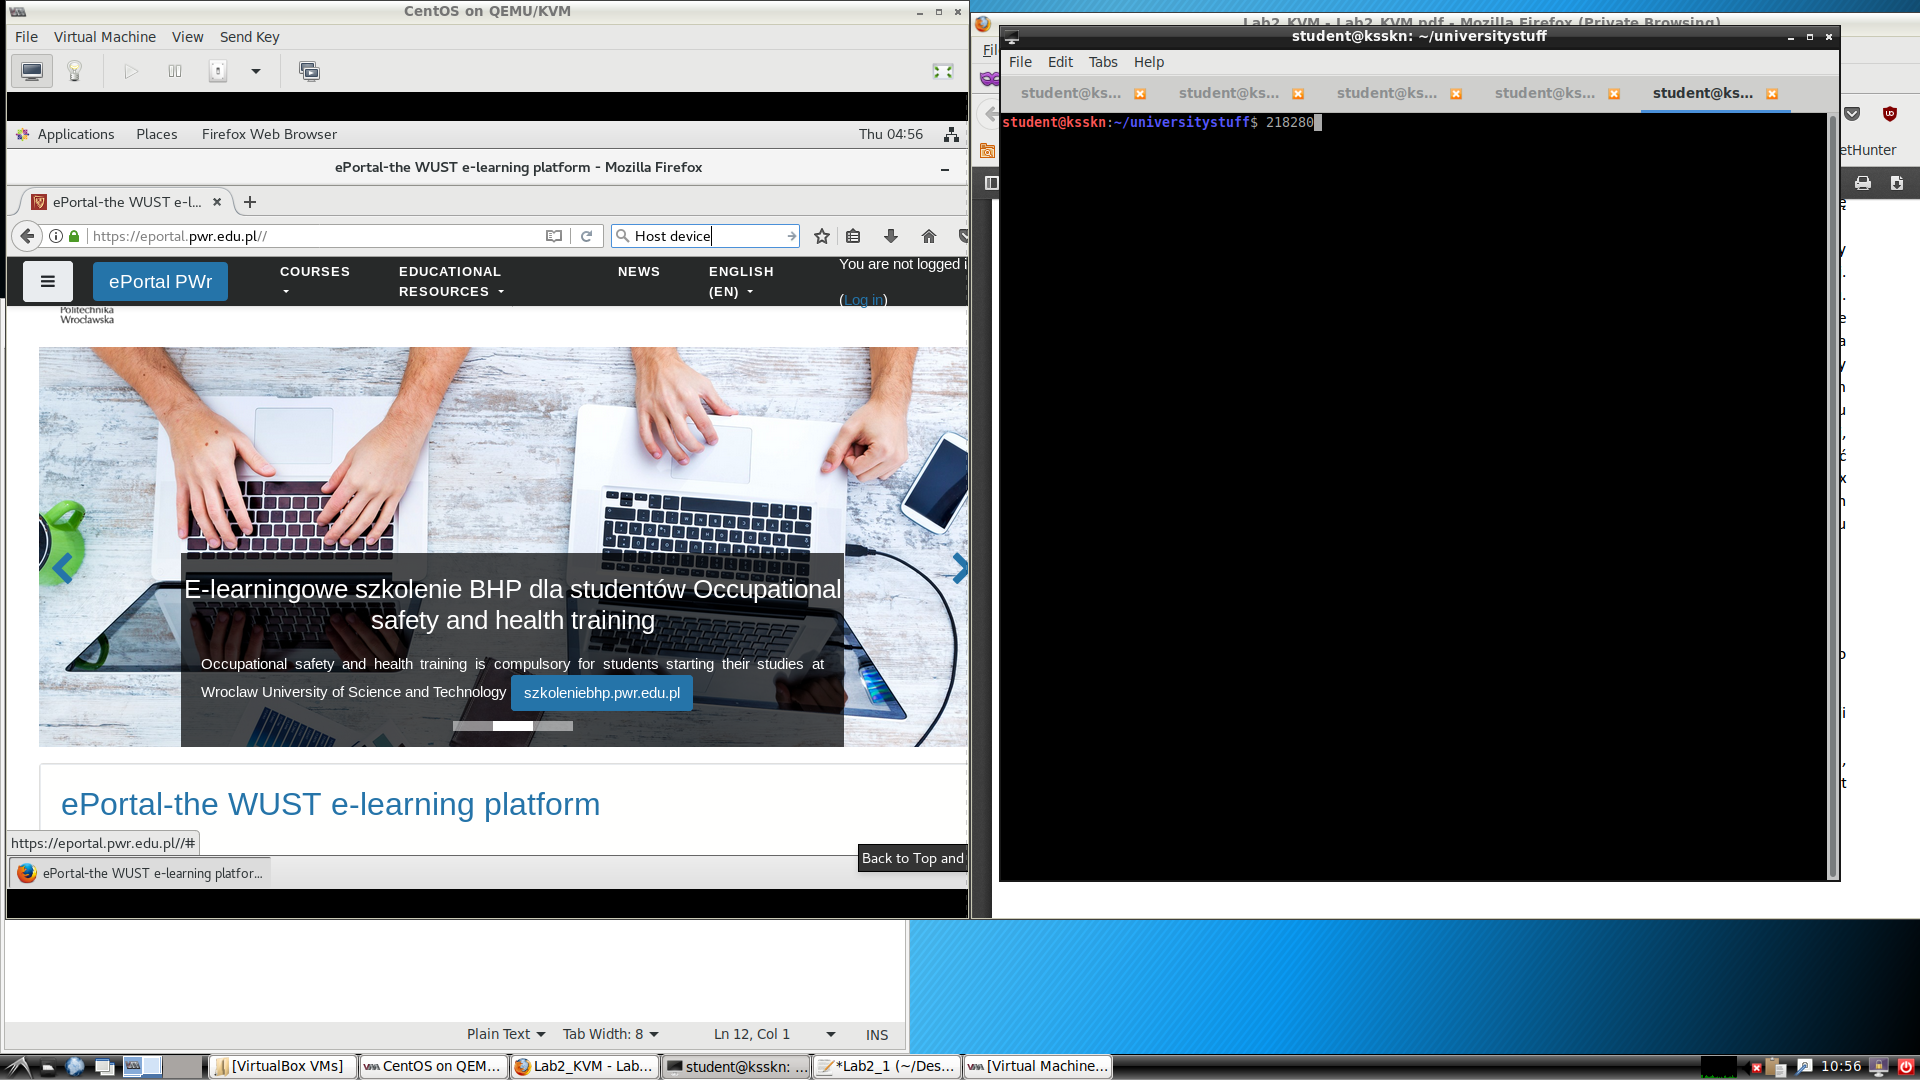 CentOS on QEMU/KVM
File Virtual Machine View Send Key
Applications Places Firefox Web Browser Thu 04:56
ePortal-the WUST e-learning platform - Mozilla Firefox
ePortal-the WUST e-l...
https://eportal.pwr.edu.pl//
Host device
ePortal PWr
COURSES
EDUCATIONAL
RESOURCES
NEWS
ENGLISH
(EN)
You are not logged i
(Log in)
Politechnika
Wrocławska
E-learningowe szkolenie BHP dla studentów Occupational
safety and health training
Occupational safety and health training is compulsory for students starting their studies at
Wroclaw University of Science and Technology szkoleniebhp.pwr.edu.pl
ePortal-the WUST e-learning platform
https://eportal.pwr.edu.pl//#
Back to Top and
ePortal-the WUST e-learning platfor...
Plain Text Tab Width: 8 Ln 12, Col 1 INS
Lab2_KVM - Lab2_KVM.pdf - Mozilla Firefox (Private Browsing)
Fil
etHunter
student@ksskn: ~/universitystuff
File Edit Tabs Help
student@ks... student@ks... student@ks... student@ks... student@ks...
student@ksskn:~/universitystuff$ 218280
[VirtualBox VMs] CentOS on QEM... Lab2_KVM - Lab... student@ksskn: ... *Lab2_1 (~/Des... [Virtual Machine... 10:56